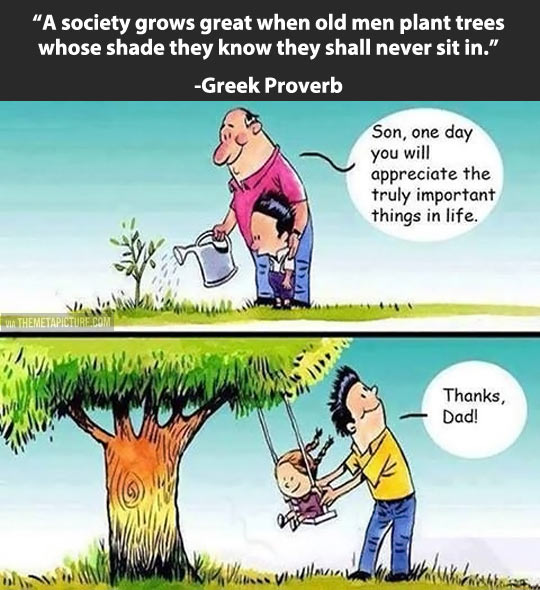 “A society grows great when old men plant trees
whose shade they know they shall never sit in.”
-Greek Proverb
Son, one day
you will
appreciate the
truly important
things in life.
VIA THEMETAPICTURE.COM
Thanks,
Dad!